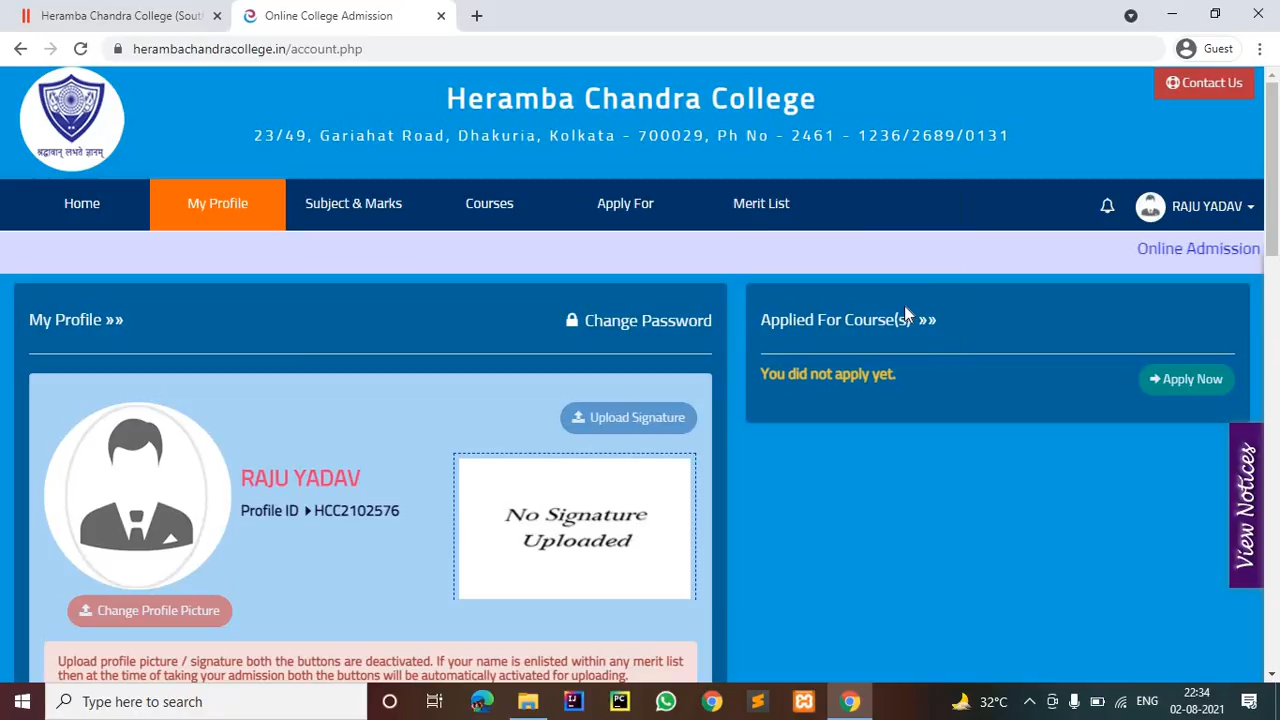 Heramba Chandra College (Sout
Online College Admission
herambachandracollege.in/account.php
Guest
Heramba Chandra College
Contact Us
23/49, Gariahat Road, Dhakuria, Kolkata - 700029, Ph No - 2461 - 1236/2689/0131
श्रद्धावान् लभते ज्ञानम्
Home
My Profile
Subject & Marks
Courses
Apply For
Merit List
RAJU YADAV
Online Admission
My Profile »»
Change Password
Applied For Course(s) »»
You did not apply yet.
Apply Now
Upload Signature
RAJU YADAV
Profile ID HCC2102576
No Signature
Uploaded
View Notices
Change Profile Picture
Upload profile picture / signature both the buttons are deactivated. If your name is enlisted within any merit list
then at the time of taking your admission both the buttons will be automatically activated for uploading.
Type here to search
32°C
ENG
22:34
02-08-2021